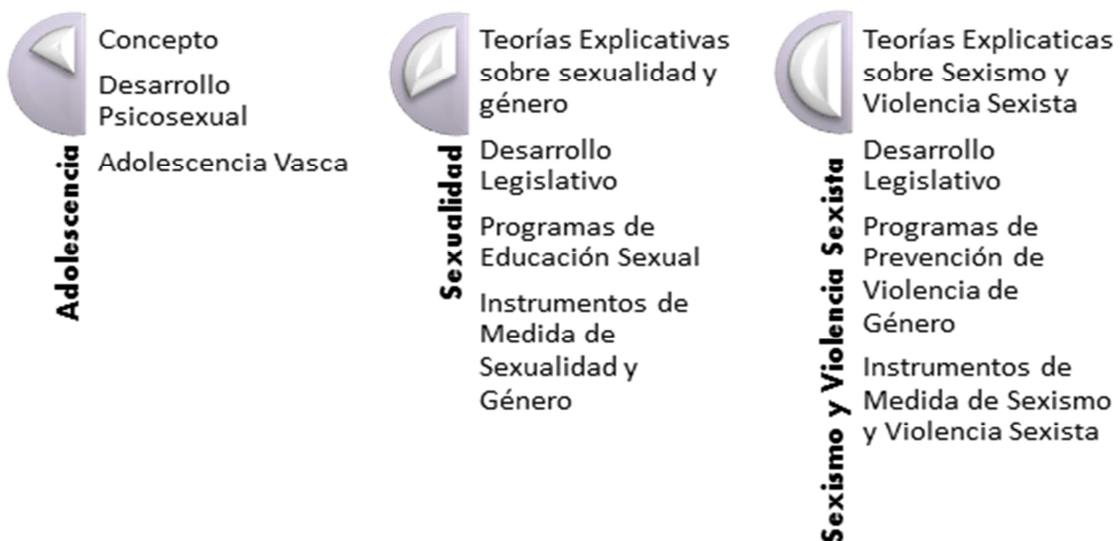 Adolescencia
Concepto
Desarrollo
Psicosexual
Adolescencia Vasca
Sexualidad
Teorías Explicativas
sobre sexualidad y
género
Desarrollo
Legislativo
Programas de
Educación Sexual
Instrumentos de
Medida de
Sexualidad y
Género
Sexismo y Violencia Sexista
Teorías Explicaticas
sobre Sexismo y
Violencia Sexista
Desarrollo
Legislativo
Programas de
Prevención de
Violencia de
Género
Instrumentos de
Medida de Sexismo
y Violencia Sexista